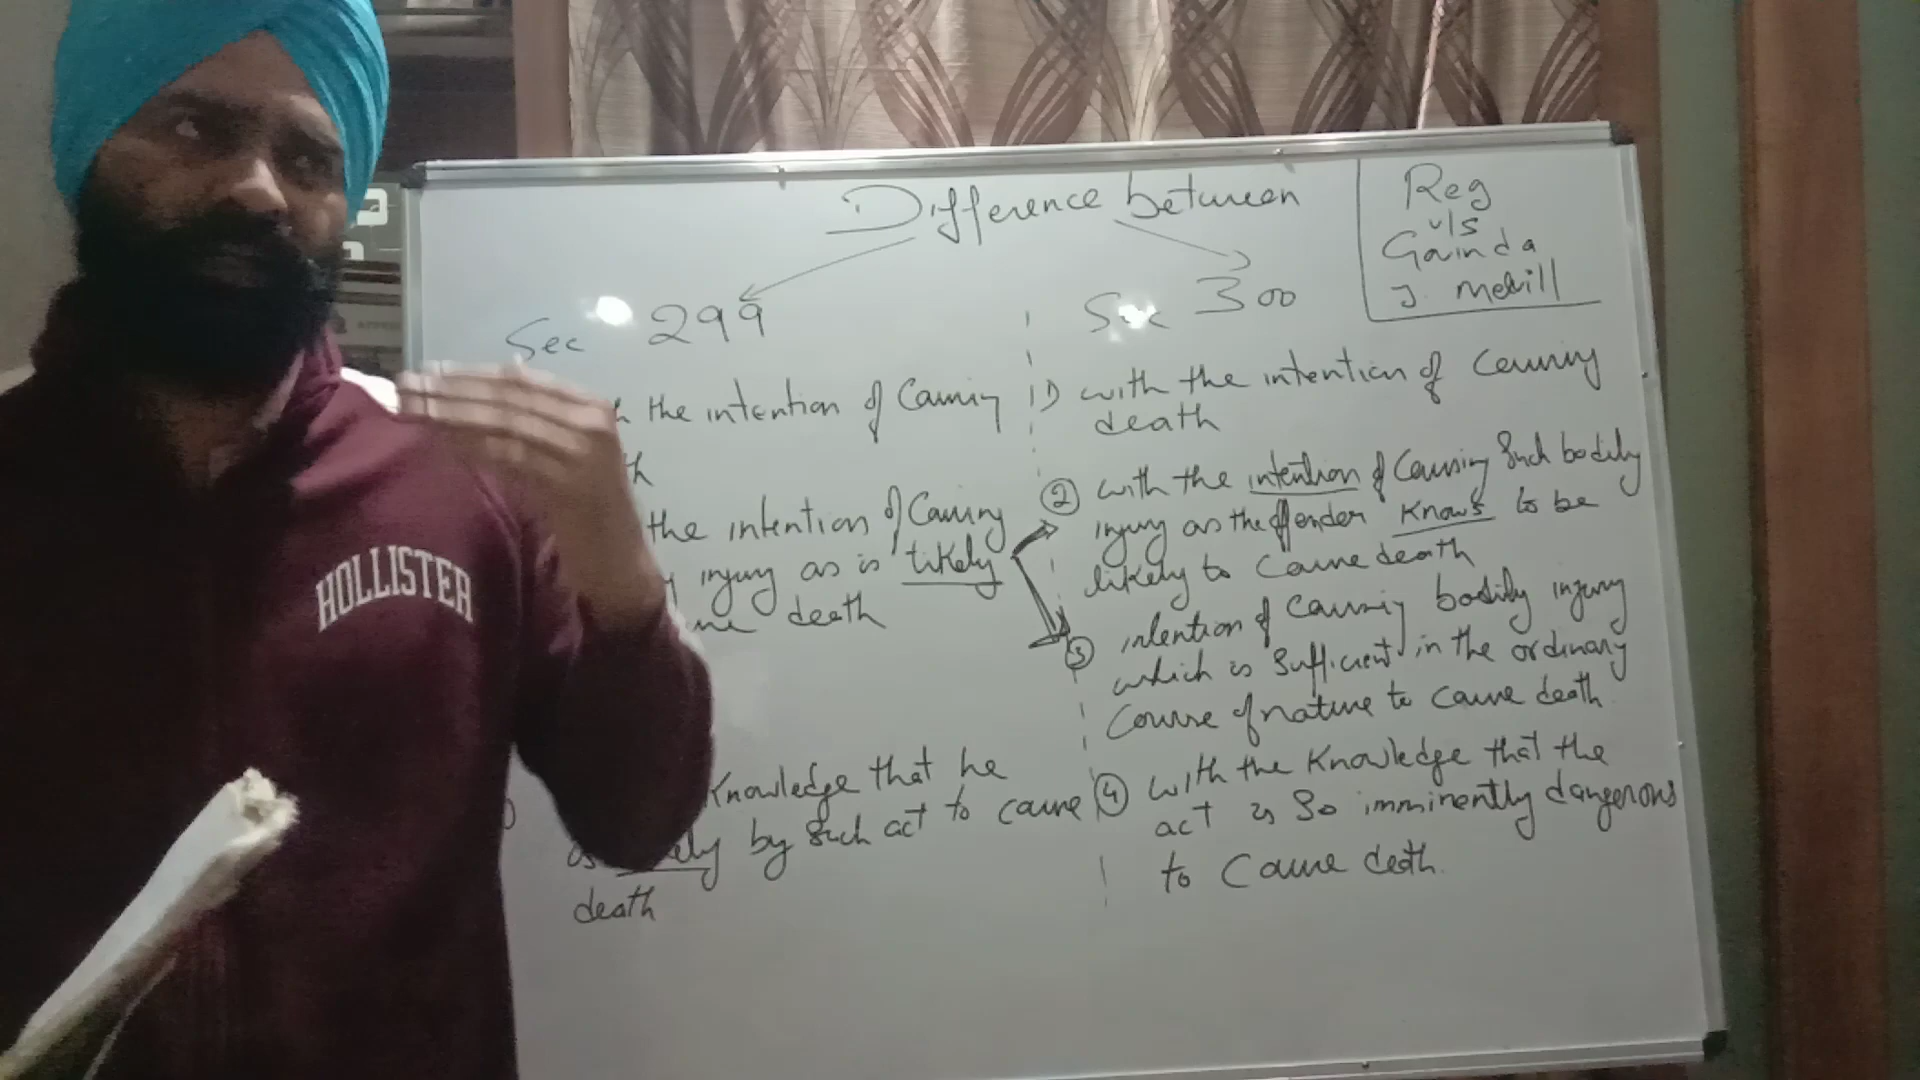 Difference between
Reg
v/s
Gainda
J. Melvill
Sec 299
the intention of Causing
the intention of Causing
injury as is likely
death
Knowledge that he
by such act to cause
death
Sec 300
1) with the intention of Causing
death
② with the intention of Causing Such bodily
injury as the offender Knows to be
likely to Cause death
③ intention of Causing bodily injury
which is Sufficient in the ordinary
Course of nature to Cause death
④ with the Knowledge that the
act is So imminently dangerous
to Cause death.
HOLLISTER